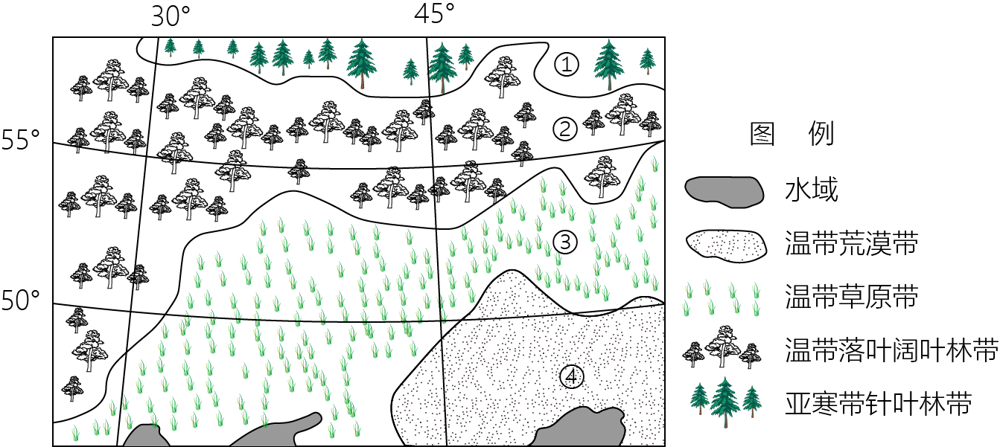 30° 45°
①
②
55°
③
50°
④
图 例
水域
温带荒漠带
温带草原带
温带落叶阔叶林带
亚寒带针叶林带